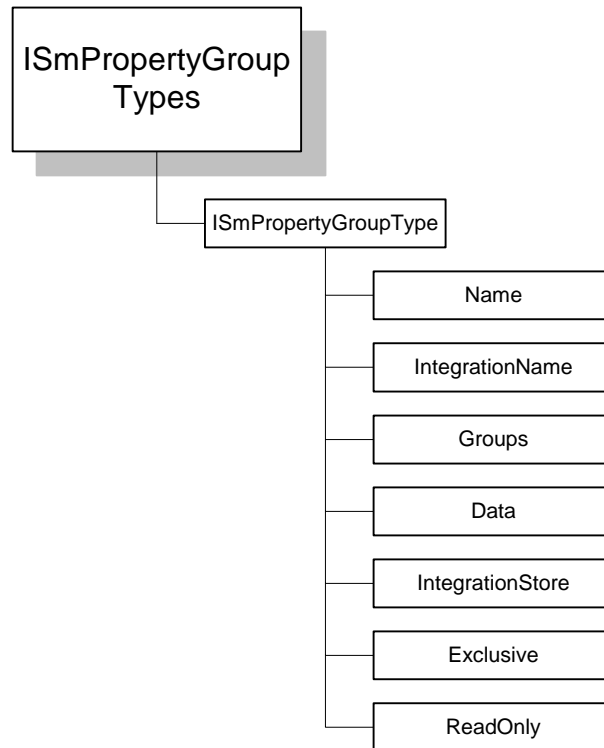 ISmPropertyGroup
Types
ISmPropertyGroupType
Name
IntegrationName
Groups
Data
IntegrationStore
Exclusive
ReadOnly